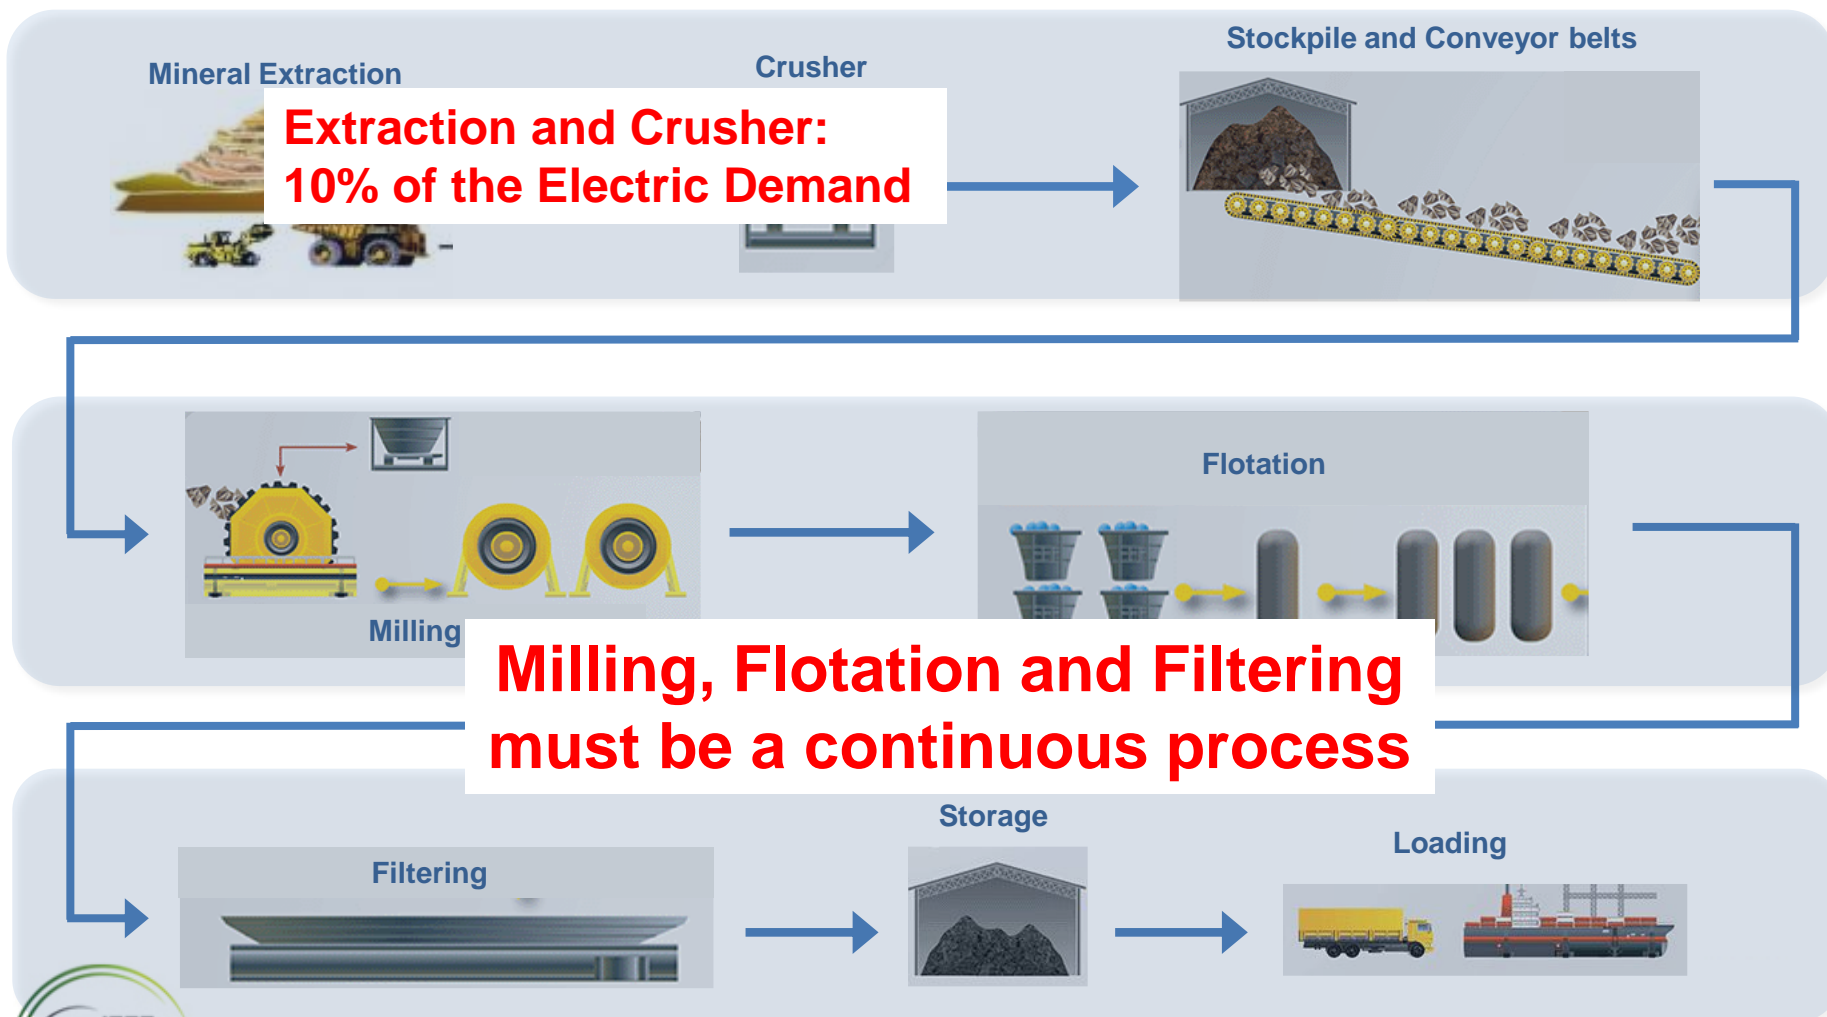 Stockpile and Conveyor belts
Mineral Extraction
Crusher
Extraction and Crusher:
10% of the Electric Demand
Flotation
Milling
Milling, Flotation and Filtering
must be a continuous process
Storage
Loading
Filtering